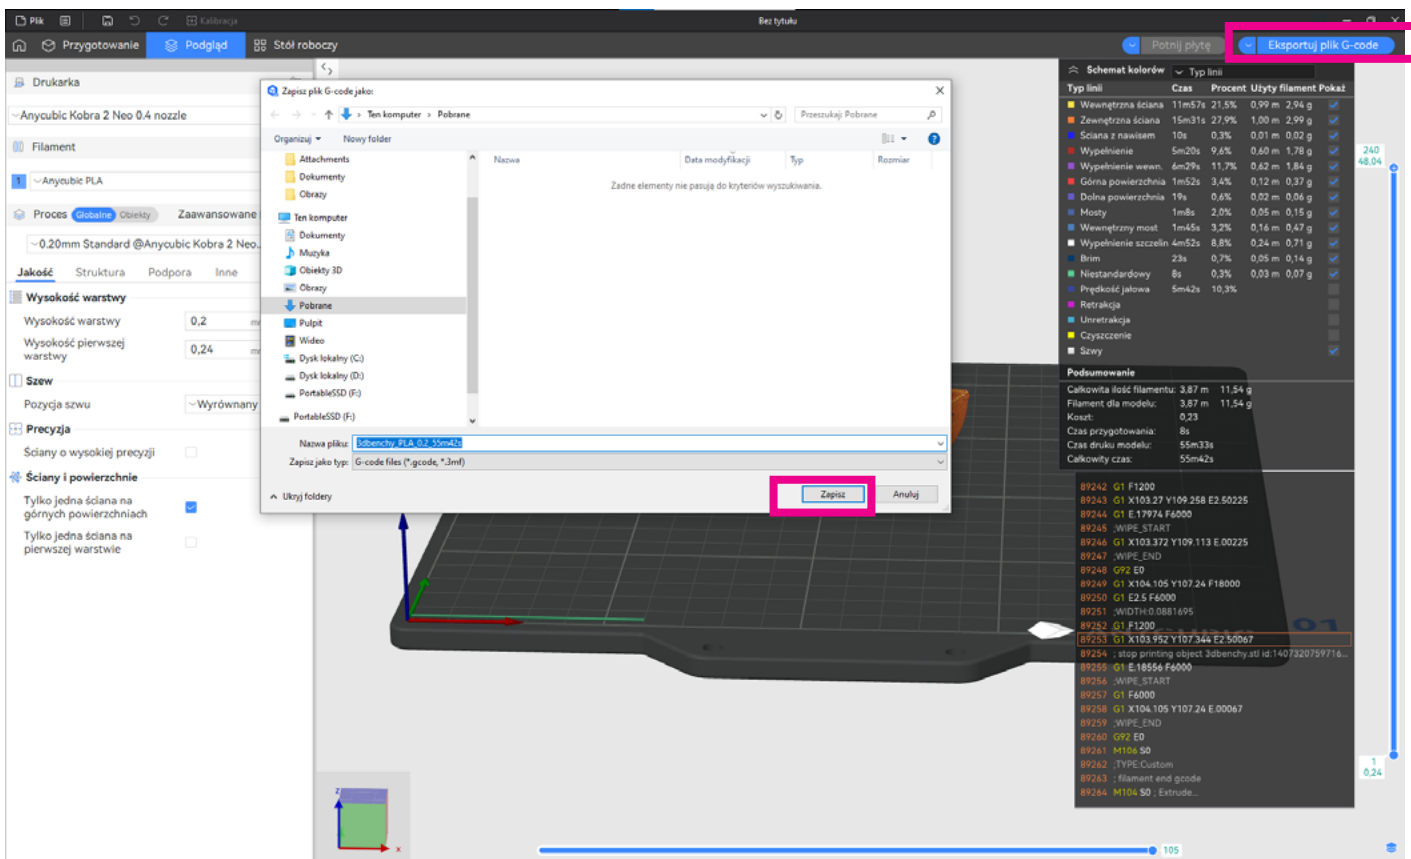 Plik
Kalibracja
Bez tytułu
Przygotowanie
Podgląd
Stół roboczy
Potnij płytę
Eksportuj plik G-code
Drukarka
Anycubic Kobra 2 Neo 0.4 nozzle
Filament
1
Anycubic PLA
Proces Globalne Obiekty Zaawansowane
0.20mm Standard @Anycubic Kobra 2 Neo..
Jakość Struktura Podpora Inne
Wysokość warstwy
Wysokość warstwy 0,2
Wysokość pierwszej
warstwy
0,24
Szew
Pozycja szwu Wyrównany
Precyzja
Ściany o wysokiej precyzji
Ściany i powierzchnie
Tylko jedna ściana na
górnych powierzchniach
Tylko jedna ściana na
pierwszej warstwie
Zapisz plik G-code jako:
Ten komputer > Pobrane
Przeszukaj: Pobrane
Organizuj Nowy folder
Attachments
Dokumenty
Obrazy
Ten komputer
Dokumenty
Muzyka
Obiekty 3D
Obrazy
Pobrane
Pulpit
Wideo
Dysk lokalny (C:)
Dysk lokalny (D:)
PortableSSD (F:)
PortableSSD (F:)
Nazwa Data modyfikacji Typ Rozmiar
Żadne elementy nie pasują do kryteriów wyszukiwania.
Nazwa pliku: 3dbenchy_PLA_0.2_55m42s
Zapisz jako typ: G-code files (*.gcode, *.3mf)
Ukryj foldery
Zapisz
Anuluj
Schemat kolorów Typ linii
Typ linii Czas Procent Użyty filament Pokaż
Wewnętrzna ściana 11m57s 21,5% 0,99 m 2,94 g
Zewnętrzna ściana 15m31s 27,9% 1,00 m 2,99 g
Ściana z nawisem 10s 0,3% 0,01 m 0,02 g
Wypełnienie 5m20s 9,6% 0,60 m 1,78 g
Wypełnienie wewn. 6m29s 11,7% 0,62 m 1,84 g
Górna powierzchnia 1m52s 3,4% 0,12 m 0,37 g
Dolna powierzchnia 19s 0,6% 0,02 m 0,06 g
Mosty 1m8s 2,0% 0,05 m 0,15 g
Wewnętrzny most 1m45s 3,2% 0,16 m 0,47 g
Wypełnienie szczelin 4m52s 8,8% 0,24 m 0,71 g
Brim 23s 0,7% 0,05 m 0,14 g
Niestandardowy 8s 0,3% 0,03 m 0,07 g
Prędkość jałowa 5m42s 10,3%
Retrakcja
Unretrakcja
Czyszczenie
Szwy
Podsumowanie
Całkowita ilość filamentu: 3,87 m 11,54 g
Filament dla modelu: 3,87 m 11,54 g
Koszt: 0,23
Czas przygotowania: 8s
Czas druku modelu: 55m33s
Całkowity czas: 55m42s
89242 G1 F1200
89243 G1 X103.27 Y109.258 E2.50225
89244 G1 E.17974 F6000
89245 ;WIPE_START
89246 G1 X103.372 Y109.113 E.00225
89247 ;WIPE_END
89248 G92 E0
89249 G1 X104.105 Y107.24 F18000
89250 G1 E2.5 F6000
89251 ;WIDTH:0.0881695
89252 G1 F1200
89253 G1 X103.952 Y107.344 E2.50067
89254 ; stop printing object 3dbenchy.stl id:1407320759716...
89255 G1 E.18556 F6000
89256 ;WIPE_START
89257 G1 F6000
89258 G1 X104.105 Y107.24 E.00067
89259 ;WIPE_END
89260 G92 E0
89261 M106 S0
89262 ;TYPE:Custom
89263 ; filament end gcode
89264 M104 S0 ; Extrude...
240
48,04
1
0,24
z
x
105